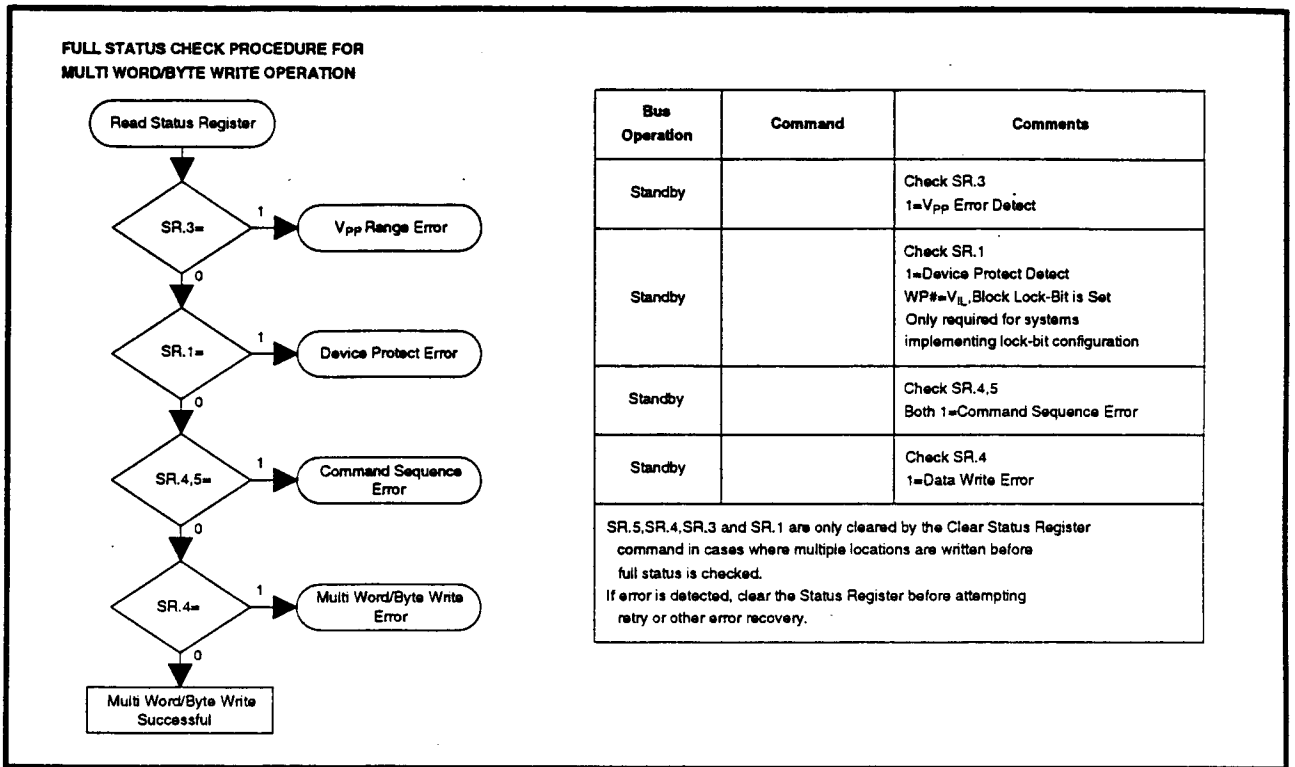 FULL STATUS CHECK PROCEDURE FOR
MULTI WORD/BYTE WRITE OPERATION
Read Status Register
SR.3=
1
VPP Range Error
0
SR.1=
1
Device Protect Error
0
SR.4,5=
1
Command Sequence
Error
0
SR.4=
1
Multi Word/Byte Write
Error
0
Multi Word/Byte Write
Successful
Bus
Operation
Command
Comments
Standby
Check SR.3
1=VPP Error Detect
Standby
Check SR.1
1=Device Protect Detect
WP#=VIL,Block Lock-Bit is Set
Only required for systems
implementing lock-bit configuration
Standby
Check SR.4,5
Both 1=Command Sequence Error
Standby
Check SR.4
1=Data Write Error
SR.5,SR.4,SR.3 and SR.1 are only cleared by the Clear Status Register
command in cases where multiple locations are written before
full status is checked.
If error is detected, clear the Status Register before attempting
retry or other error recovery.